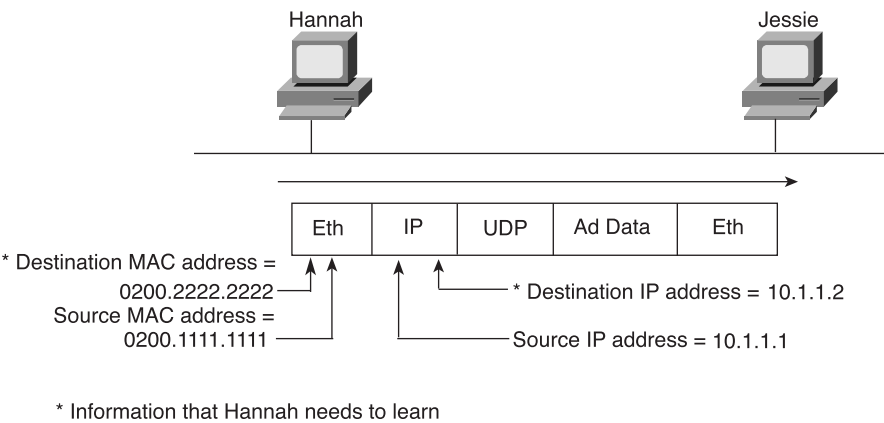 Hannah
Jessie
Eth
IP
UDP
Ad Data
Eth
* Destination MAC address =
0200.2222.2222
Source MAC address =
0200.1111.1111
* Destination IP address = 10.1.1.2
Source IP address = 10.1.1.1
* Information that Hannah needs to learn